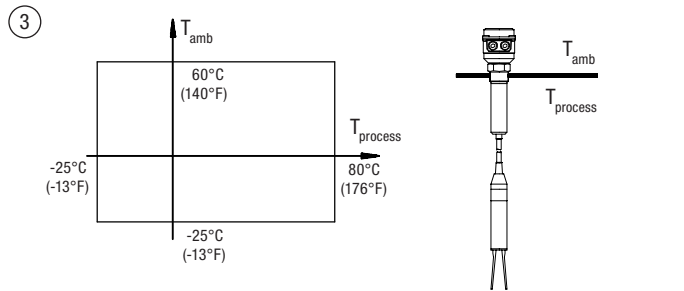 3
T_amb
60°C
(140°F)
T_process
-25°C
(-13°F)
80°C
(176°F)
-25°C
(-13°F)
T_amb
T_process